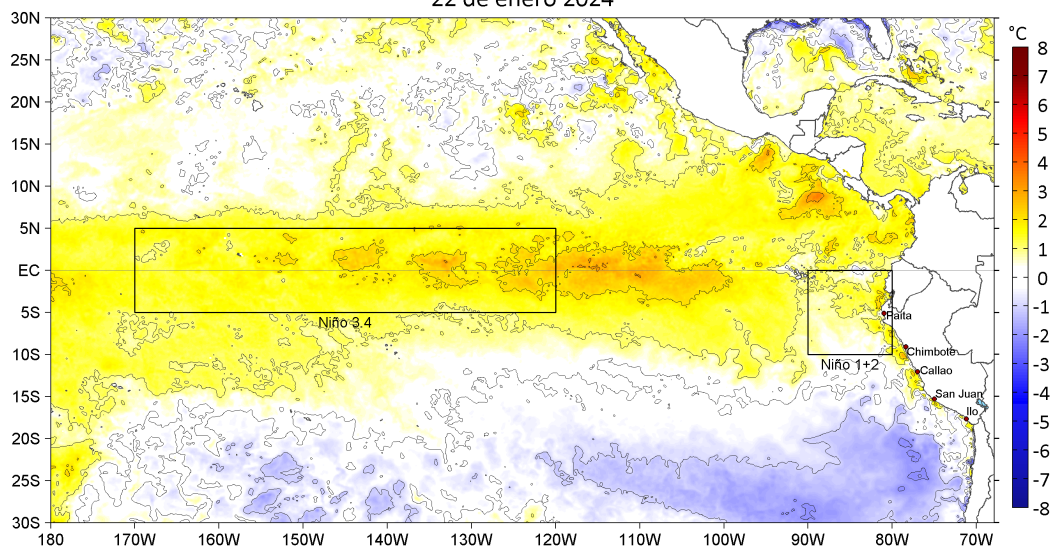 22 de enero 2024
30N
25N
20N
15N
10N
5N
EC
5S
10S
15S
20S
25S
30S
180
170W
160W
150W
140W
130W
120W
110W
100W
90W
80W
70W
Niño 3.4
Niño 1+2
Paita
Chimbote
Callao
San Juan
Ilo
°C
8
7
6
5
4
3
2
1
0
-1
-2
-3
-4
-5
-6
-7
-8